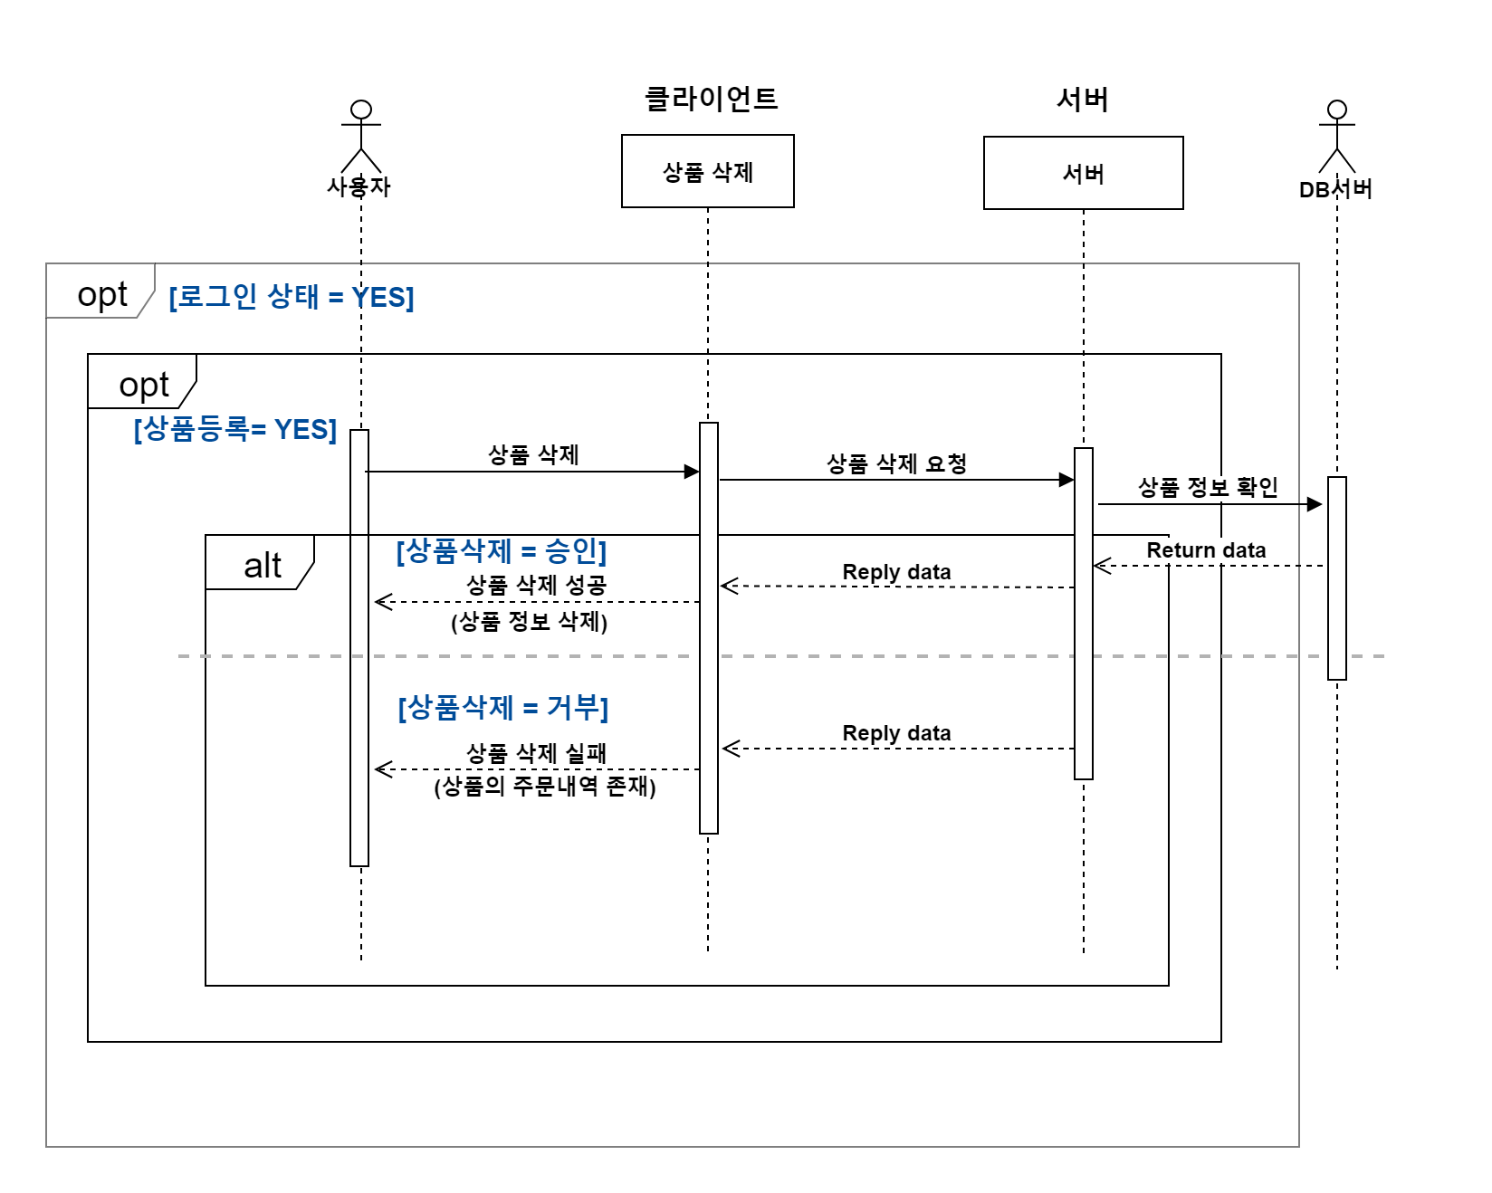 클라이언트
서버
사용자
상품 삭제
서버
DB서버
opt
[로그인 상태 = YES]
opt
[상품등록= YES]
상품 삭제
상품 삭제 요청
상품 정보 확인
alt
[상품삭제 = 승인]
Return data
Reply data
상품 삭제 성공
(상품 정보 삭제)
[상품삭제 = 거부]
Reply data
상품 삭제 실패
(상품의 주문내역 존재)